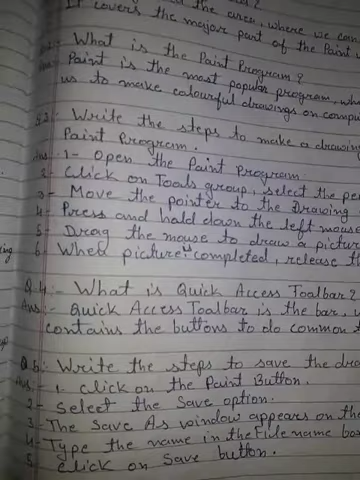 the area, where we can
It covers the major part of the Paint
What is the Paint Program?
Ans:- Paint is the most popular program, wh
us to make colourful drawings on compu
Q3:- Write the steps to make a drawing
Paint Program.
Ans:- 1- Open the Paint Program
2- Click on Tools group, select the pe
3- Move the pointer to the Drawing
4- Press and hold down the left mouse
5- Drag the mouse to draw a pictur
6- When picture is completed, release th
Q.4:- What is Quick Access Toolbar?
Ans:- Quick Access Toolbar is the bar,
contains the buttons to do common t
Q.5:- Write the steps to save the dra
Ans:- 1. Click on the Paint Button.
2- Select the Save option.
3- The Save As window appears on th
4- Type the name in the File name bo
5- Click on Save button.